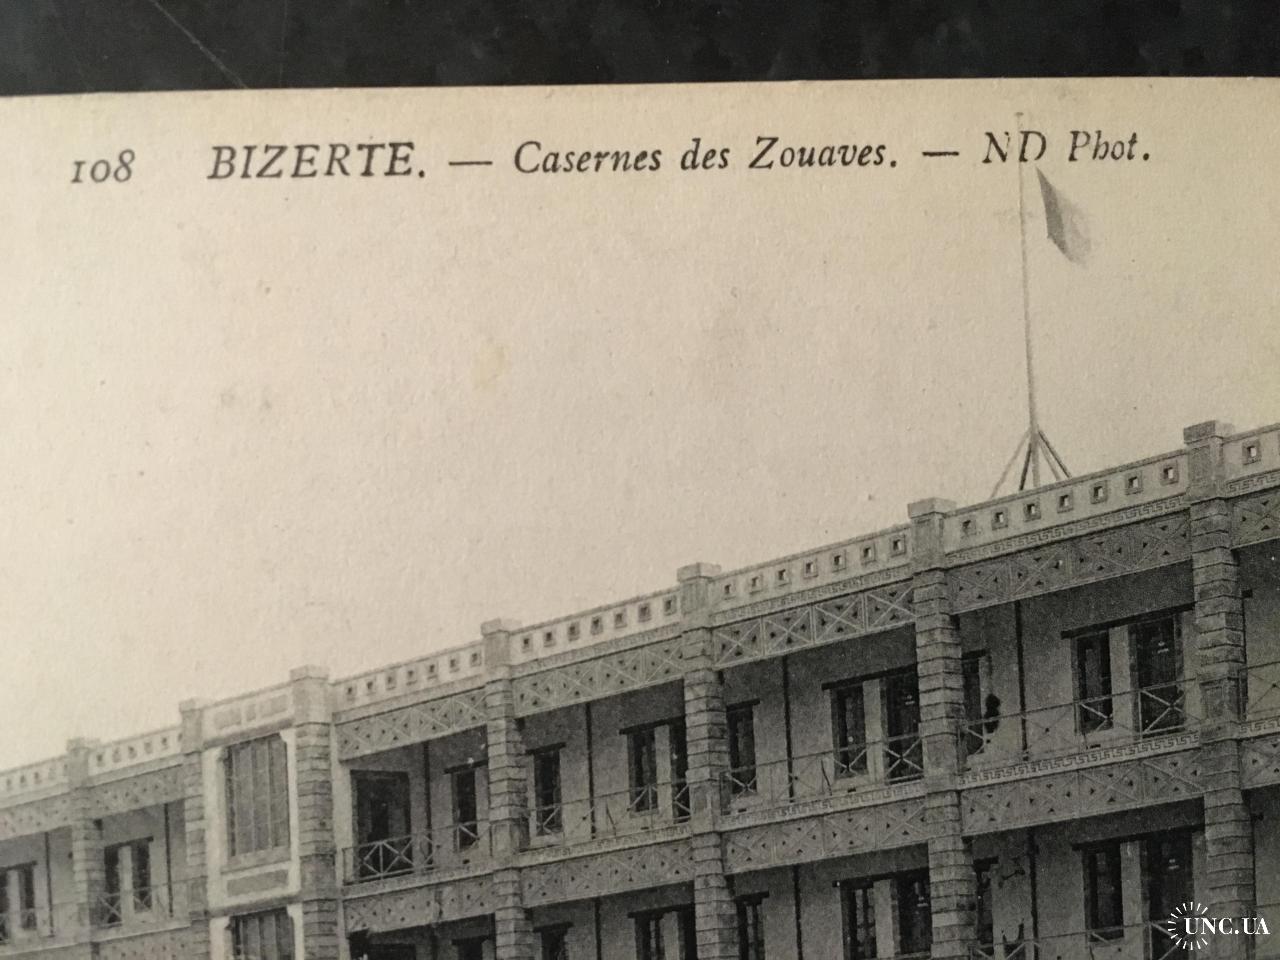 108 BIZERTE. — Casernes des Zouaves. — ND Phot.
UNC.UA